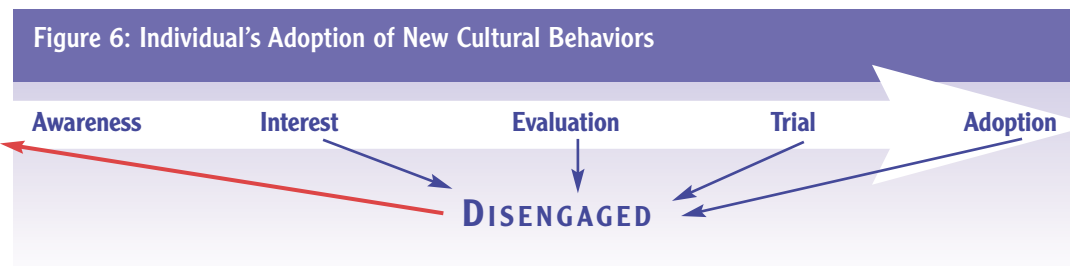 Figure 6: Individual's Adoption of New Cultural Behaviors
Awareness Interest Evaluation Trial Adoption
DISENGAGED